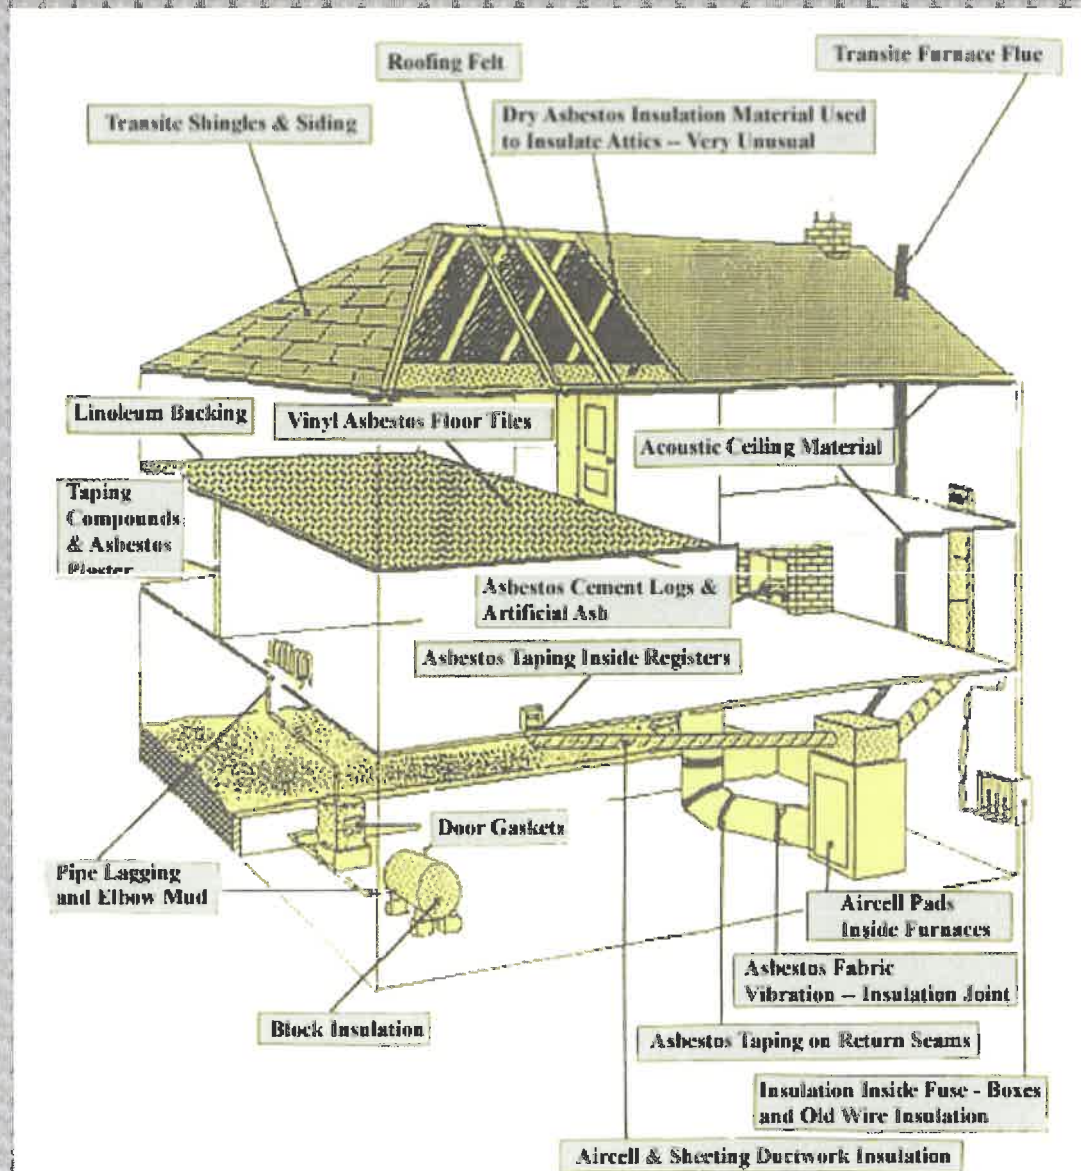 Roofing Felt
Transite Furnace Flue
Transite Shingles & Siding
Dry Asbestos Insulation Material Used
to Insulate Attics – Very Unusual
Linoleum Backing
Vinyl Asbestos Floor Tiles
Acoustic Ceiling Material
Taping
Compounds
& Asbestos
Plaster
Asbestos Cement Logs &
Artificial Ash
Asbestos Taping Inside Registers
Door Gaskets
Pipe Lagging
and Elbow Mud
Aircell Pads
Inside Furnaces
Asbestos Fabric
Vibration – Insulation Joint
Block Insulation
Asbestos Taping on Return Seams
Insulation Inside Fuse - Boxes
and Old Wire Insulation
Aircell & Sheeting Ductwork Insulation